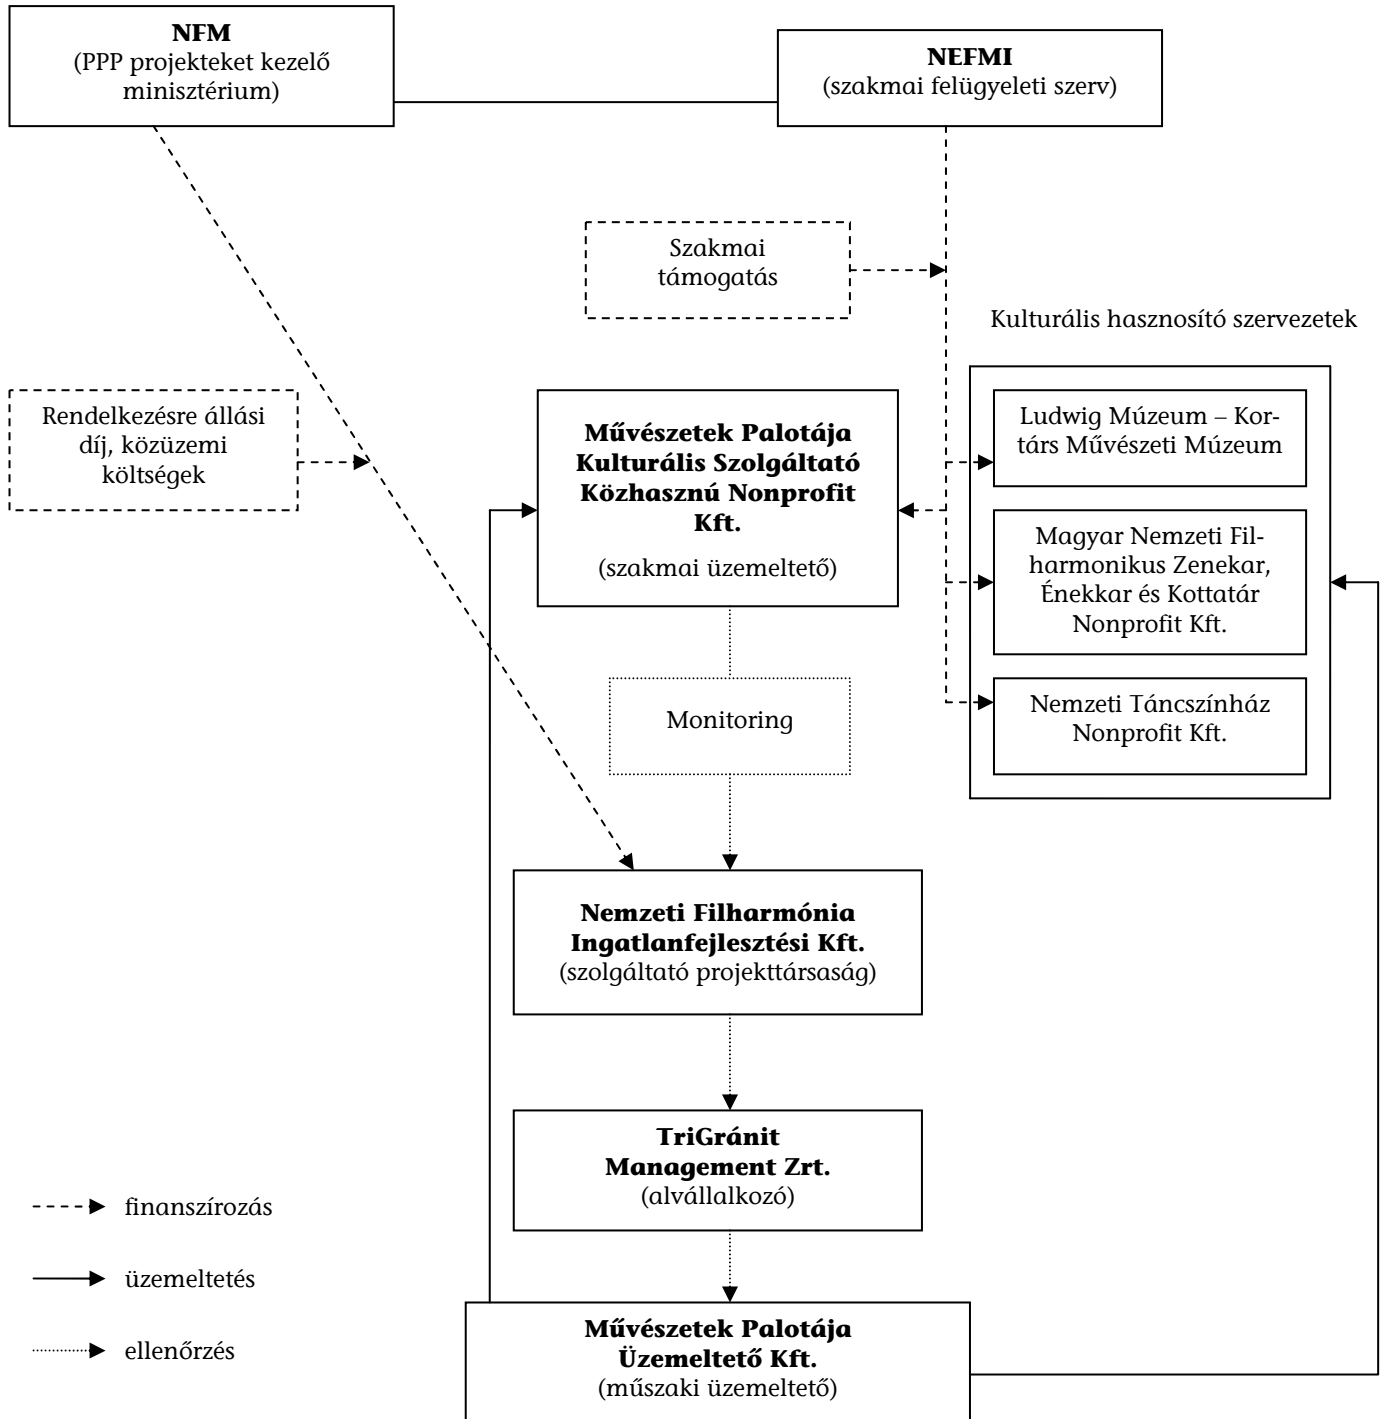 NFM
(PPP projekteket kezelő
minisztérium)
NEFMI
(szakmai felügyeleti szerv)
Szakmai
támogatás
Kulturális hasznosító szervezetek
Rendelkezésre állási
díj, közüzemi
költségek
Művészetek Palotája
Kulturális Szolgáltató
Közhasznú Nonprofit
Kft.
(szakmai üzemeltető)
Ludwig Múzeum – Kor-
társ Művészeti Múzeum
Magyar Nemzeti Fil-
harmonikus Zenekar,
Énekkar és Kottatár
Nonprofit Kft.
Nemzeti Táncszínház
Nonprofit Kft.
Monitoring
Nemzeti Filharmónia
Ingatlanfejlesztési Kft.
(szolgáltató projekttársaság)
TriGránit
Management Zrt.
(alvállalkozó)
finanszírozás
üzemeltetés
ellenőrzés
Művészetek Palotája
Üzemeltető Kft.
(műszaki üzemeltető)